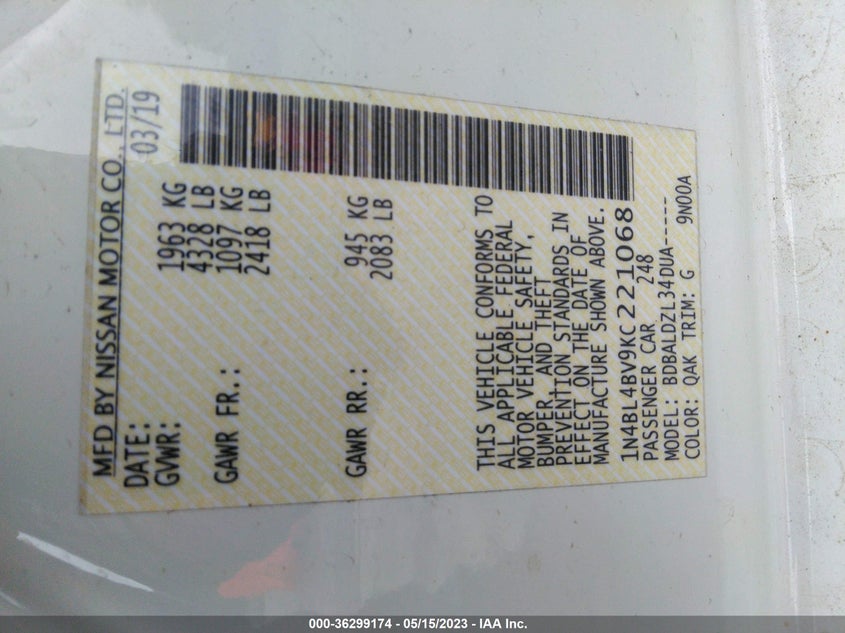 MFD BY NISSAN MOTOR CO., LTD.
DATE: 03/19
GVWR: 1963 KG
4328 LB
GAWR FR.: 1097 KG
2418 LB
GAWR RR.: 945 KG
2083 LB
THIS VEHICLE CONFORMS TO
ALL APPLICABLE FEDERAL
MOTOR VEHICLE SAFETY,
BUMPER, AND THEFT
PREVENTION STANDARDS IN
EFFECT ON THE DATE OF
MANUFACTURE SHOWN ABOVE.
1N4BL4BV9KC221068
PASSENGER CAR 248
MODEL: BDBALDZL34DUA-----
COLOR: QAK TRIM: G 9N00A
000-36299174 - 05/15/2023 - IAA Inc.